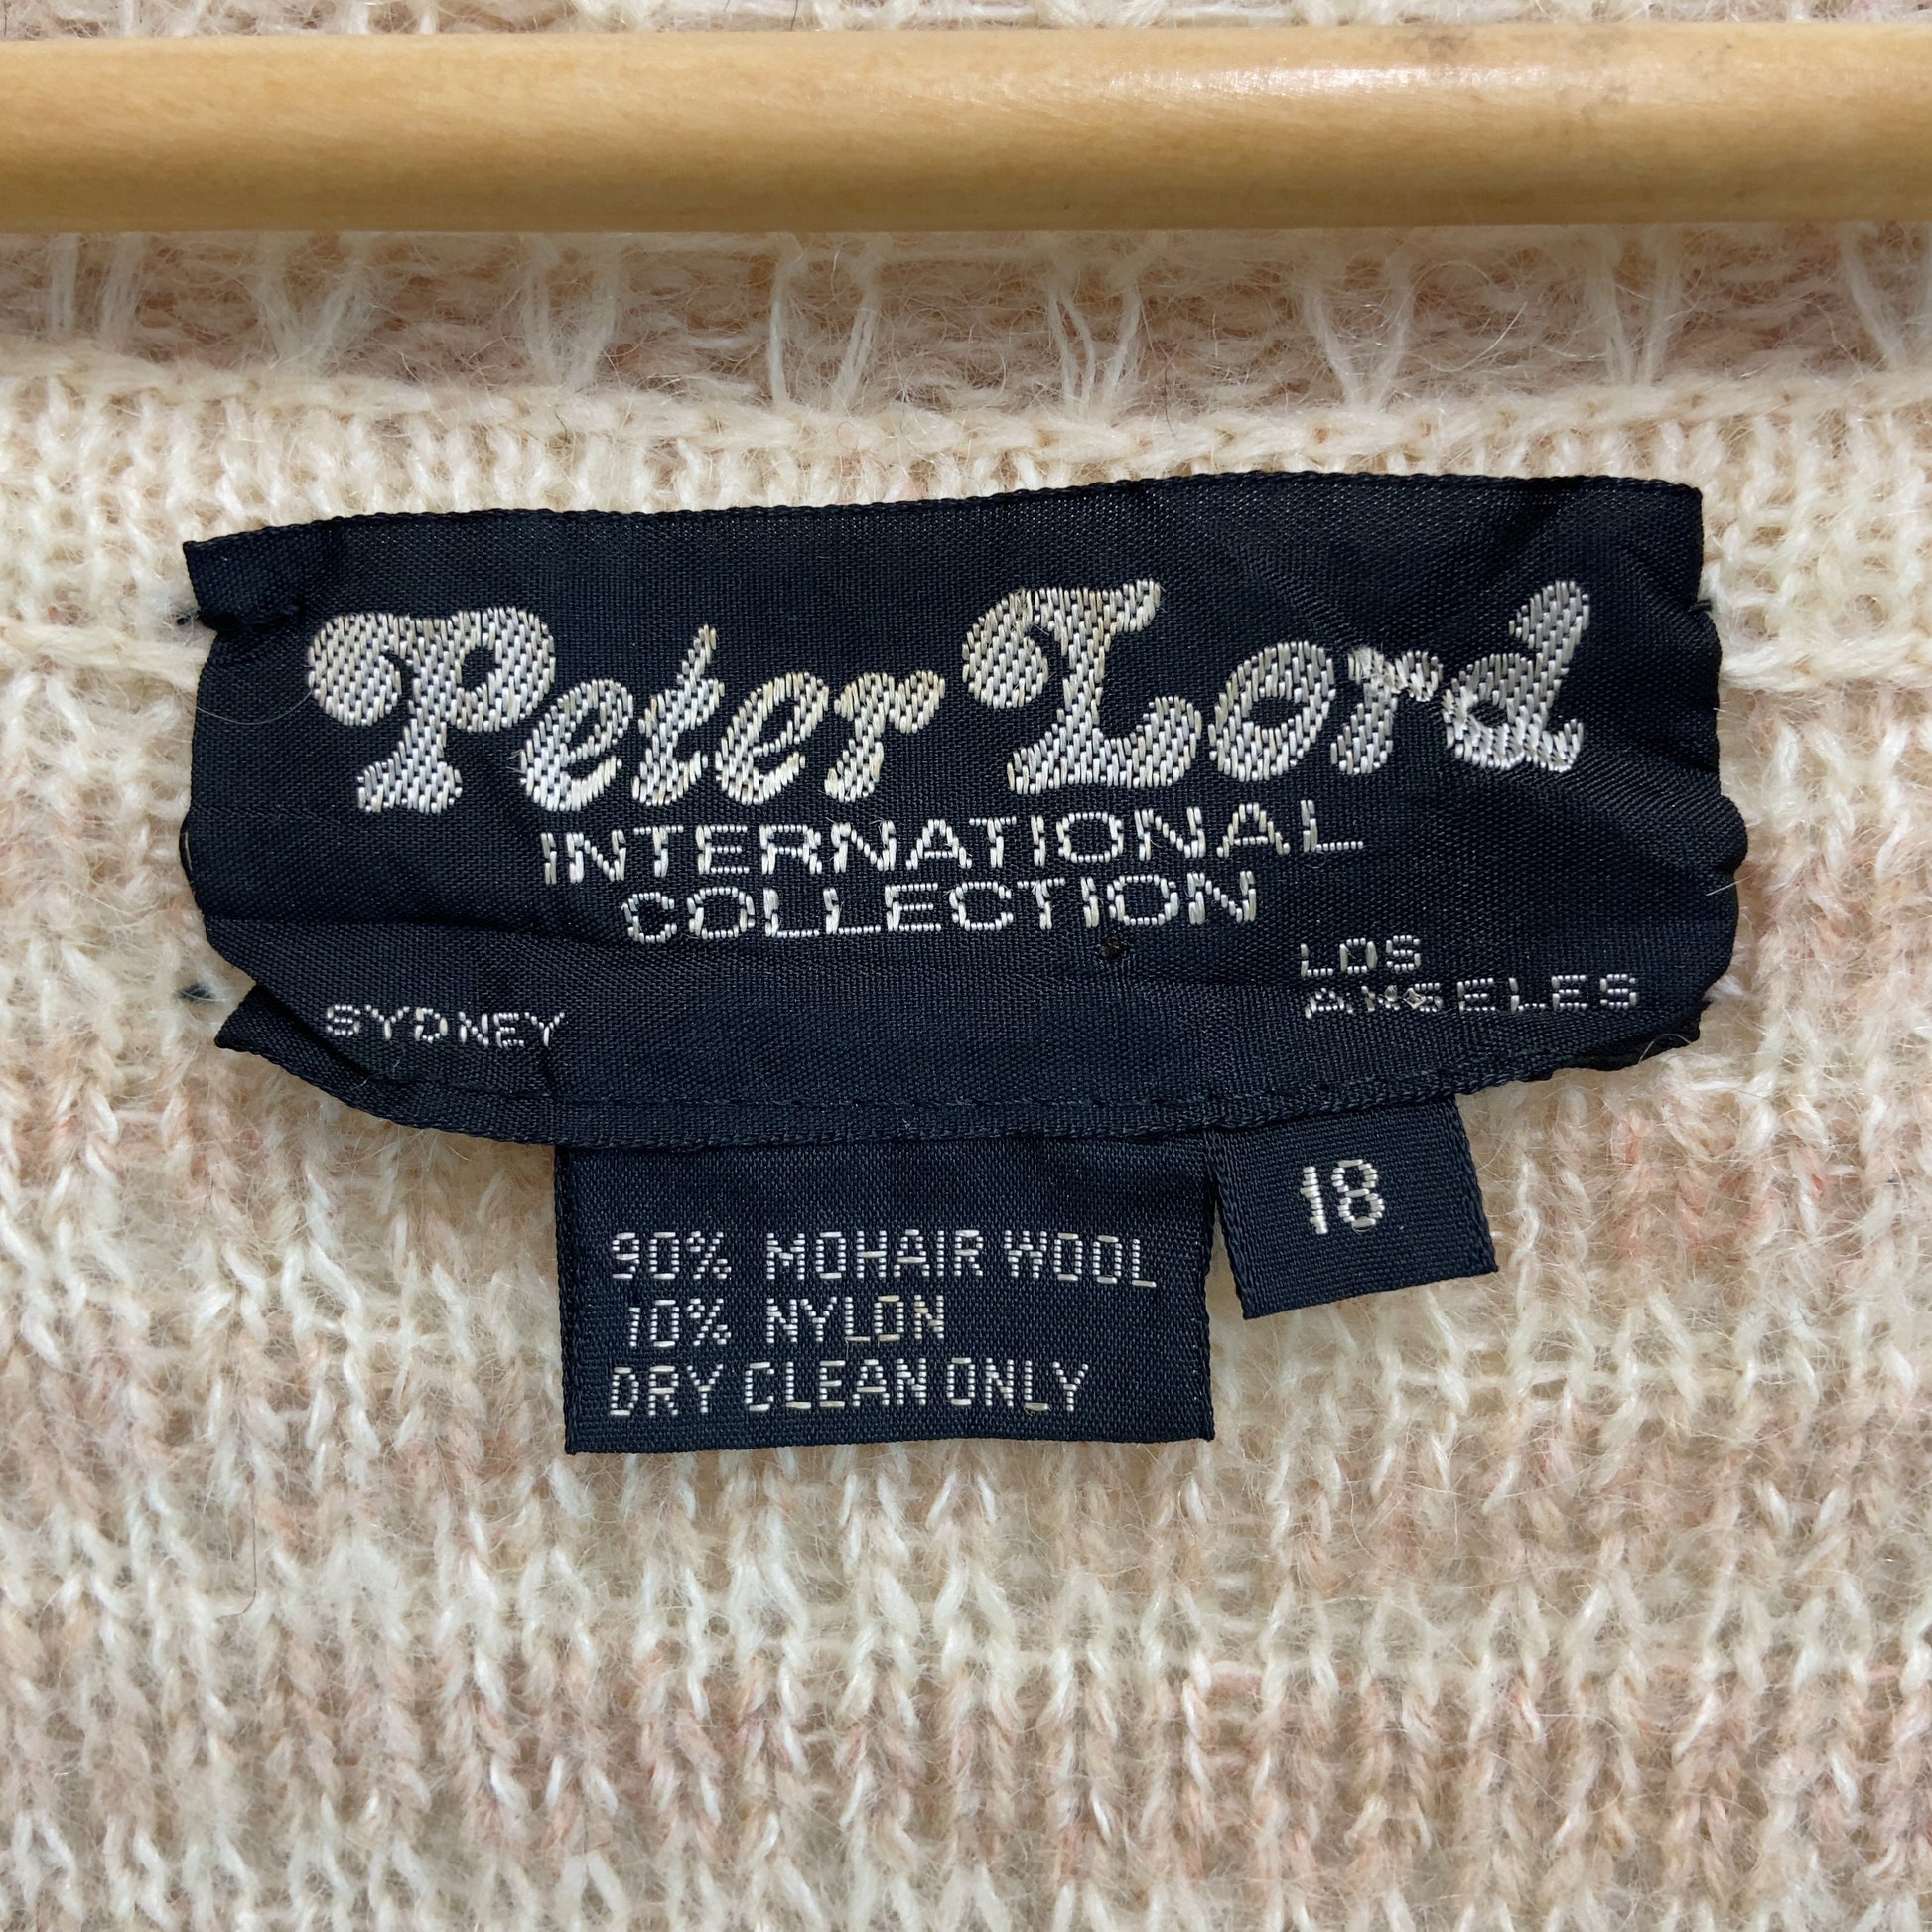 Peter Lord
INTERNATIONAL
COLLECTION
SYDNEY
LOS
ANGELES
18
90% MOHAIR WOOL
10% NYLON
DRY CLEAN ONLY